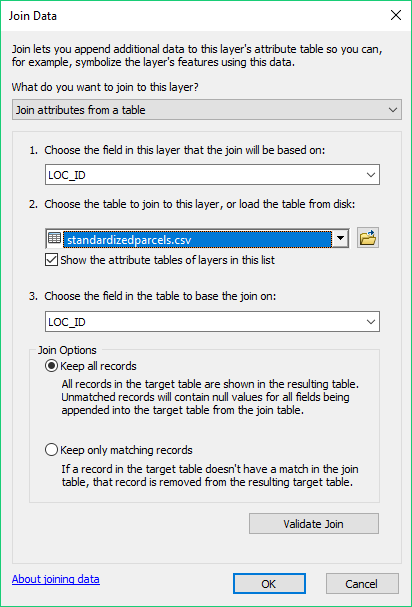 Join Data
Join lets you append additional data to this layer's attribute table so you can,
for example, symbolize the layer's features using this data.
What do you want to join to this layer?
Join attributes from a table
1. Choose the field in this layer that the join will be based on:
LOC_ID
2. Choose the table to join to this layer, or load the table from disk:
standardizedparcels.csv
Show the attribute tables of layers in this list
3. Choose the field in the table to base the join on:
LOC_ID
Join Options
Keep all records
All records in the target table are shown in the resulting table.
Unmatched records will contain null values for all fields being
appended into the target table from the join table.
Keep only matching records
If a record in the target table doesn't have a match in the join
table, that record is removed from the resulting target table.
Validate Join
About joining data
OK
Cancel